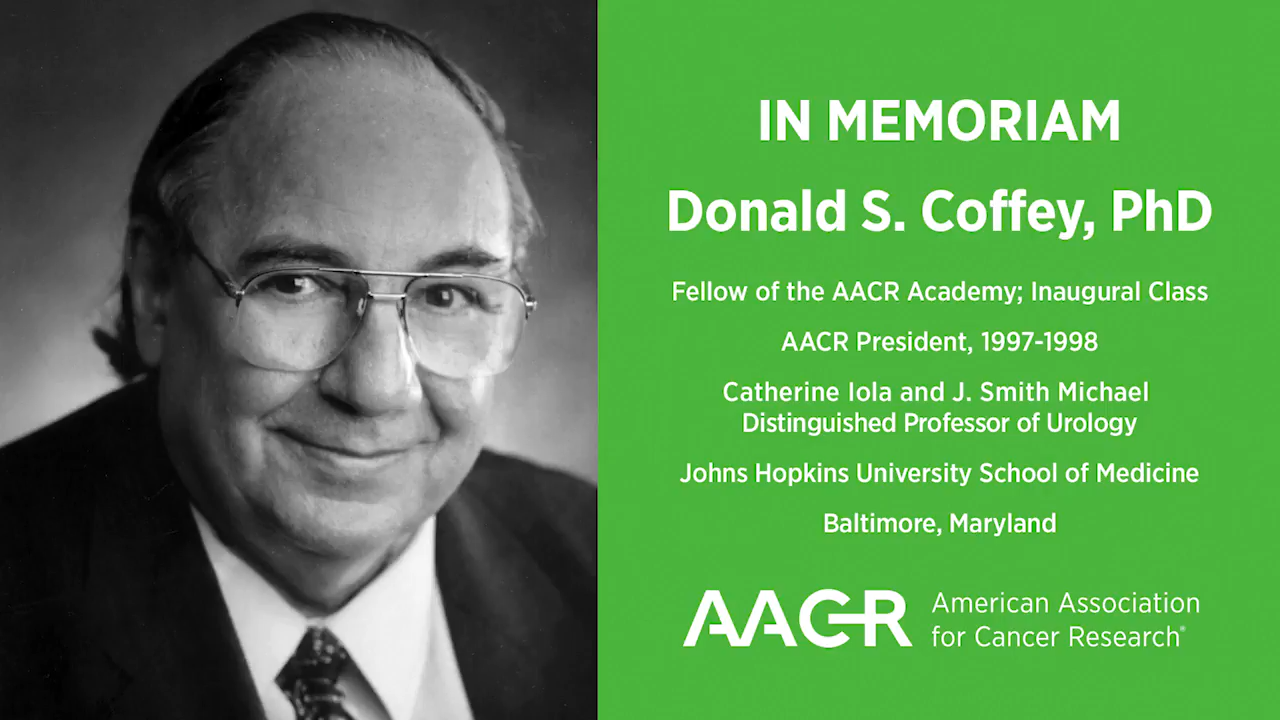 IN MEMORIAM
Donald S. Coffey, PhD
Fellow of the AACR Academy; Inaugural Class
AACR President, 1997-1998
Catherine Iola and J. Smith Michael
Distinguished Professor of Urology
Johns Hopkins University School of Medicine
Baltimore, Maryland
AACR American Association
for Cancer Research®